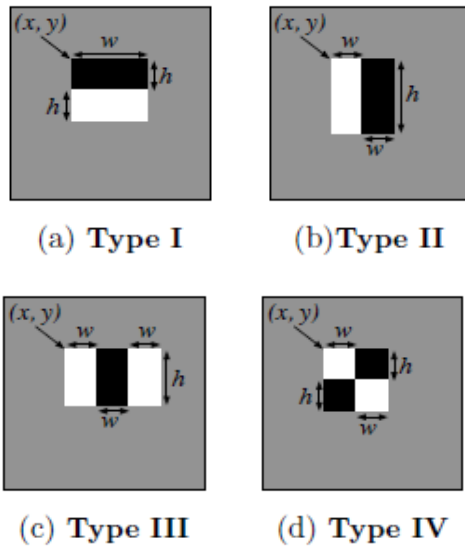 (x, y) w
h
h
(x, y) w
h
w
(a) Type I
(b)Type II
(x, y) w w
h
w
(x, y) w
h
h
w
(c) Type III
(d) Type IV